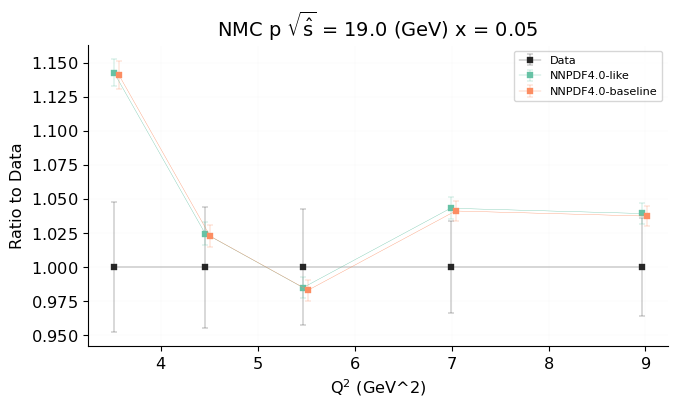 NMC p √ŝ = 19.0 (GeV) x = 0.05
Data
NNPDF4.0-like
NNPDF4.0-baseline
Ratio to Data
1.150
1.125
1.100
1.075
1.050
1.025
1.000
0.975
0.950
4 5 6 7 8 9
Q² (GeV^2)